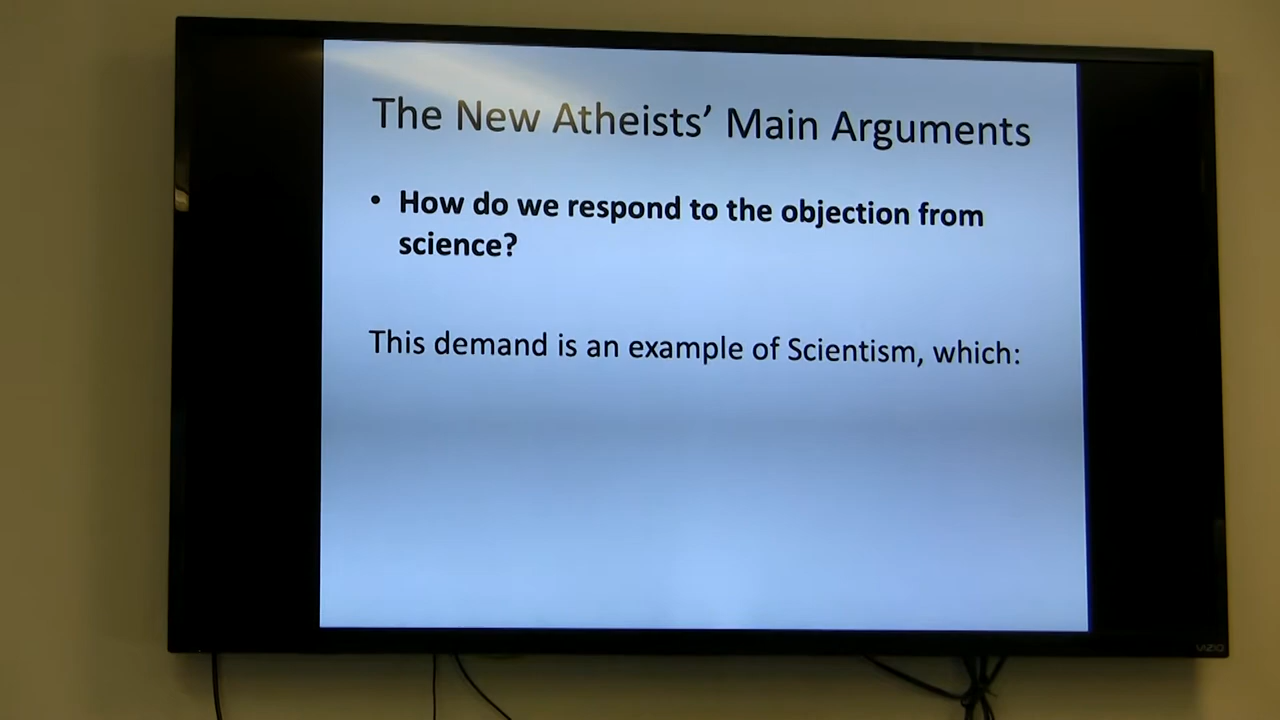 The New Atheists' Main Arguments
• How do we respond to the objection from
science?
This demand is an example of Scientism, which:
VIZIO